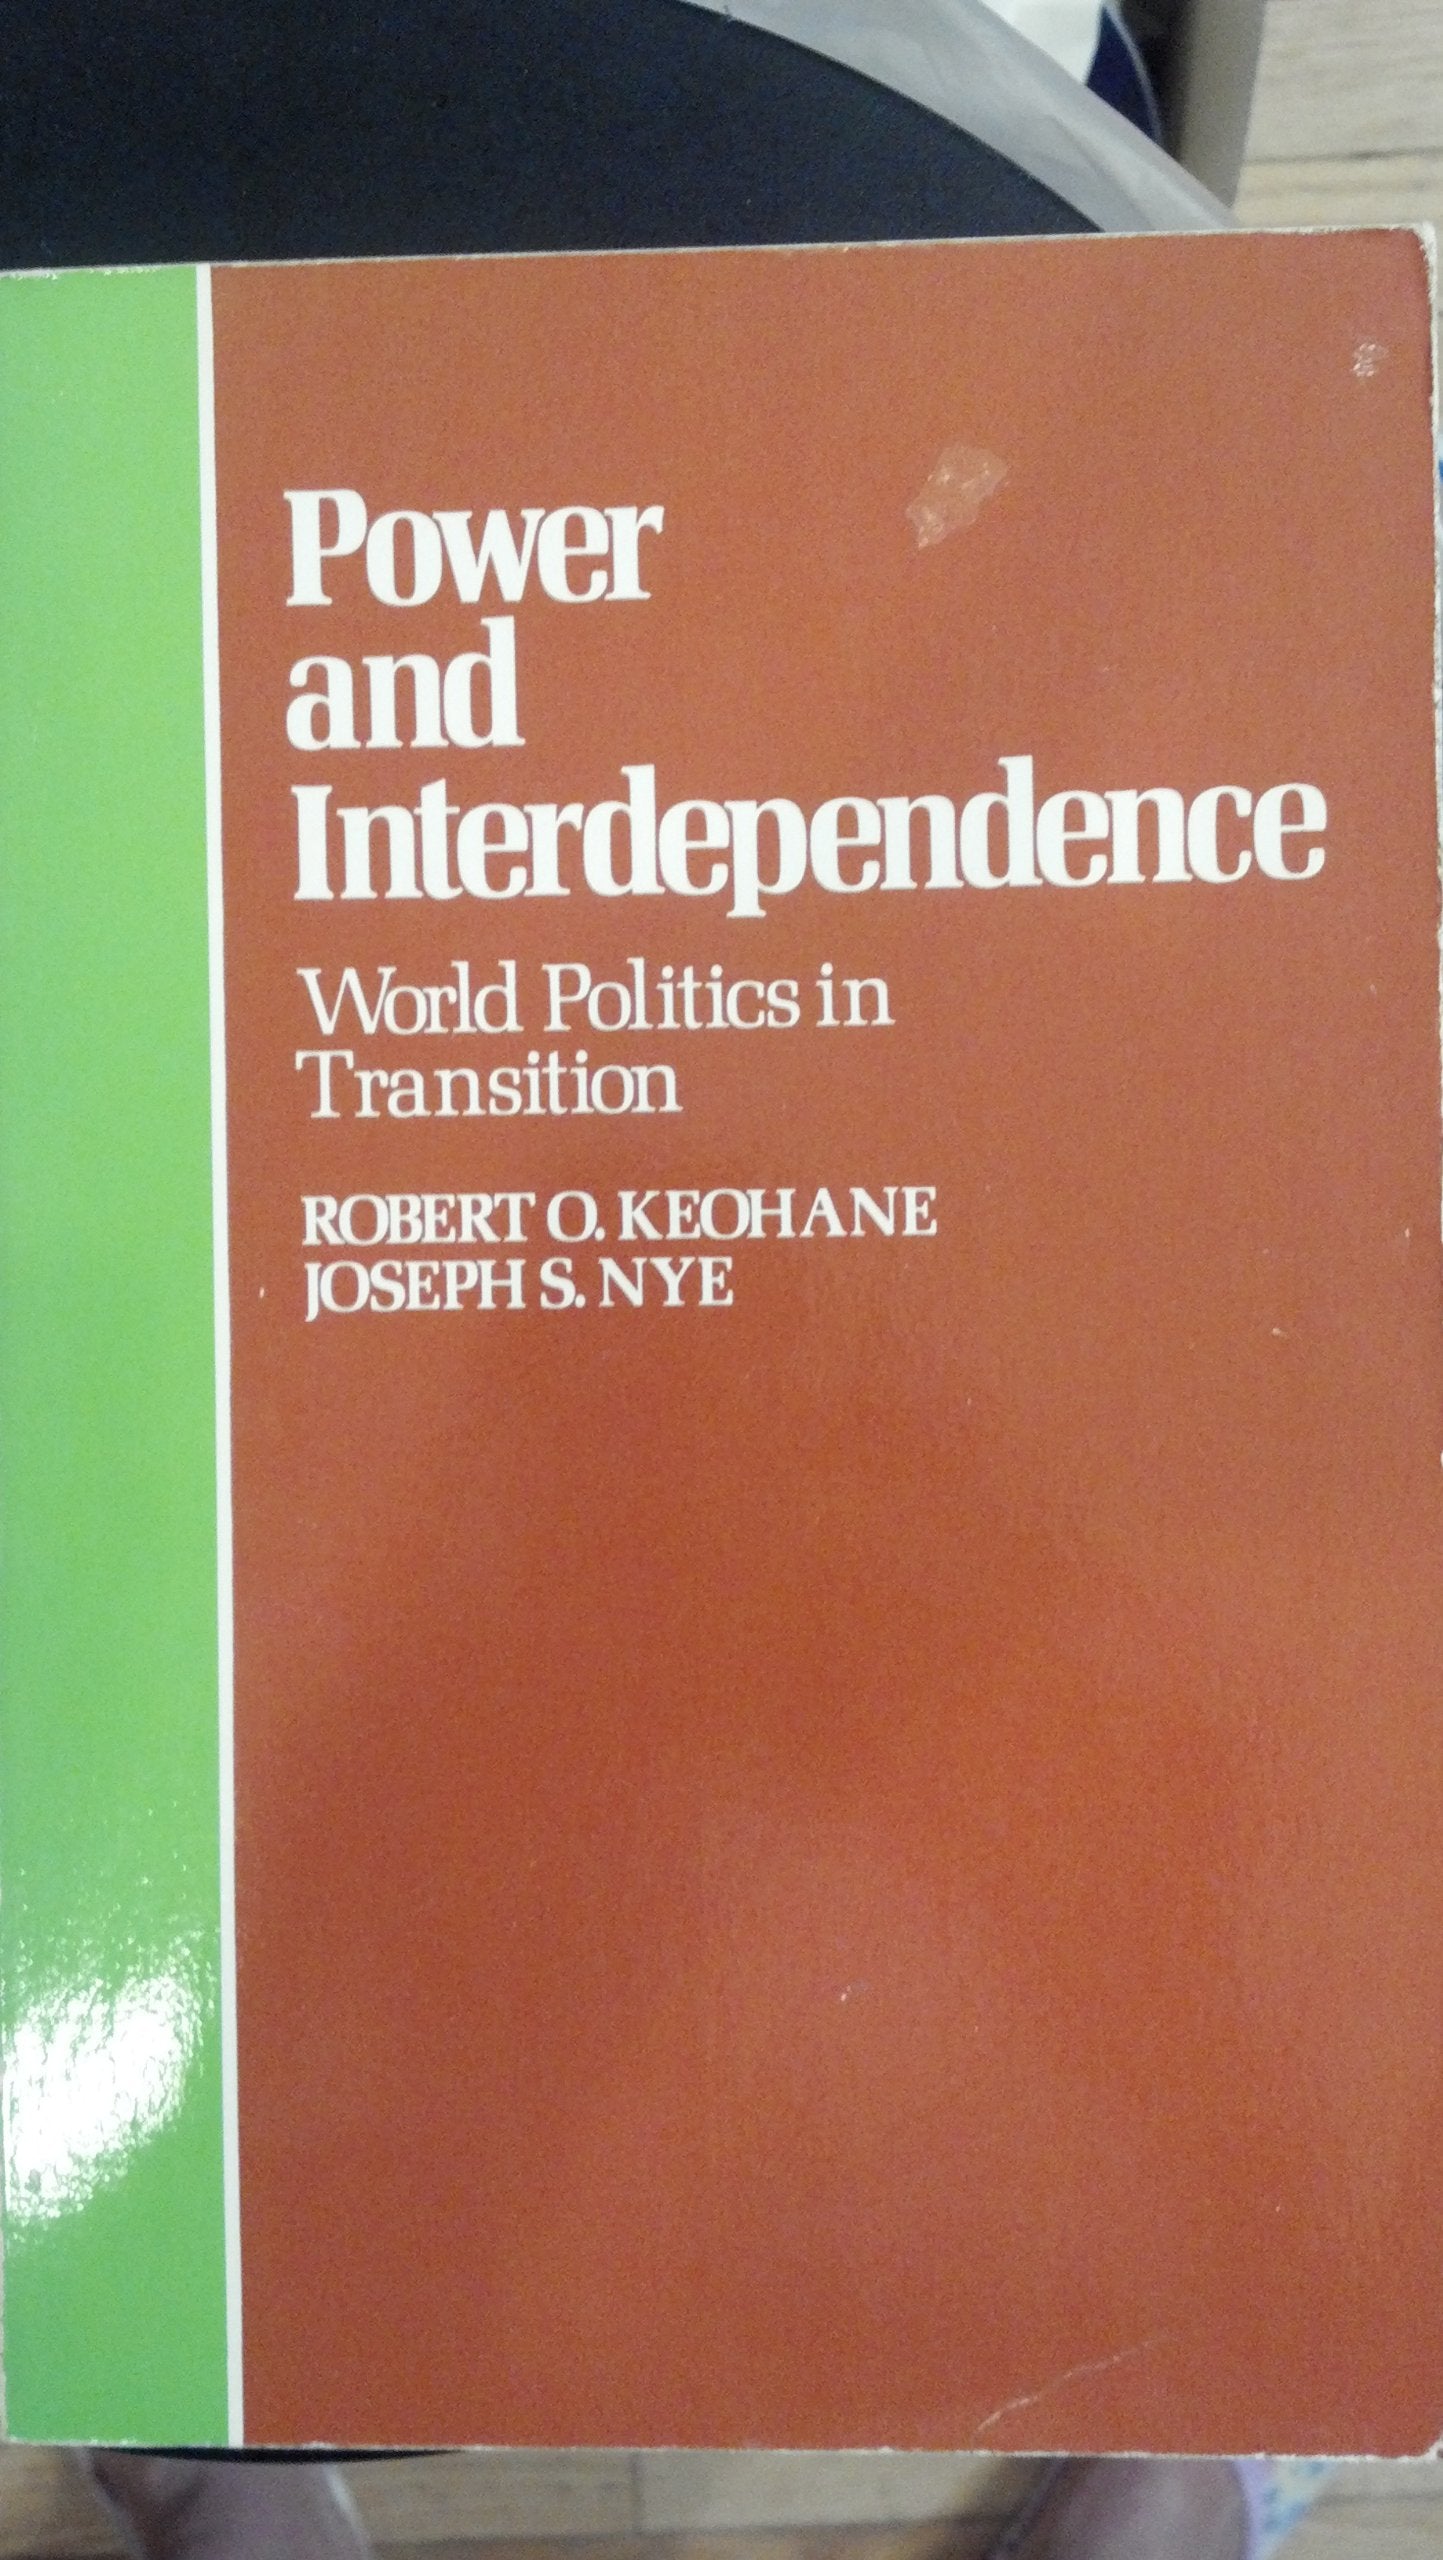 Power
and
Interdependence
World Politics in
Transition
ROBERT O. KEOHANE
JOSEPH S. NYE